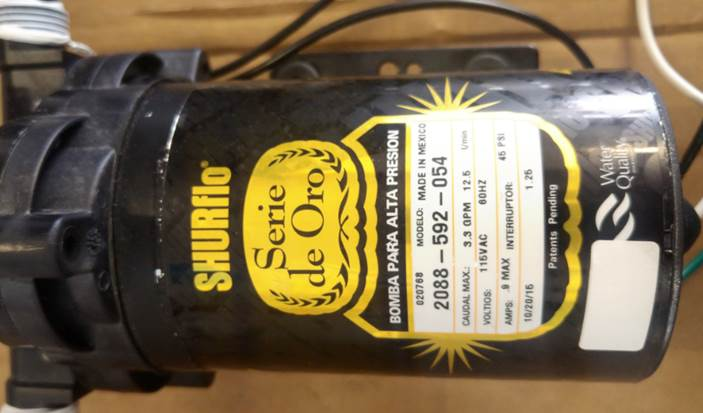 SHURflo®
Serie
de Oro
BOMBA PARA ALTA PRESION
020768 MODELO: MADE IN MEXICO
2088-592-054
CAUDAL MAX: 3.3 GPM 12.5 l/min
VOLTIOS: 115VAC 60HZ
AMPS: .9 MAX INTERRUPTOR: 45 PSI
10/20/15 1.25
Patents Pending
Water
Quality